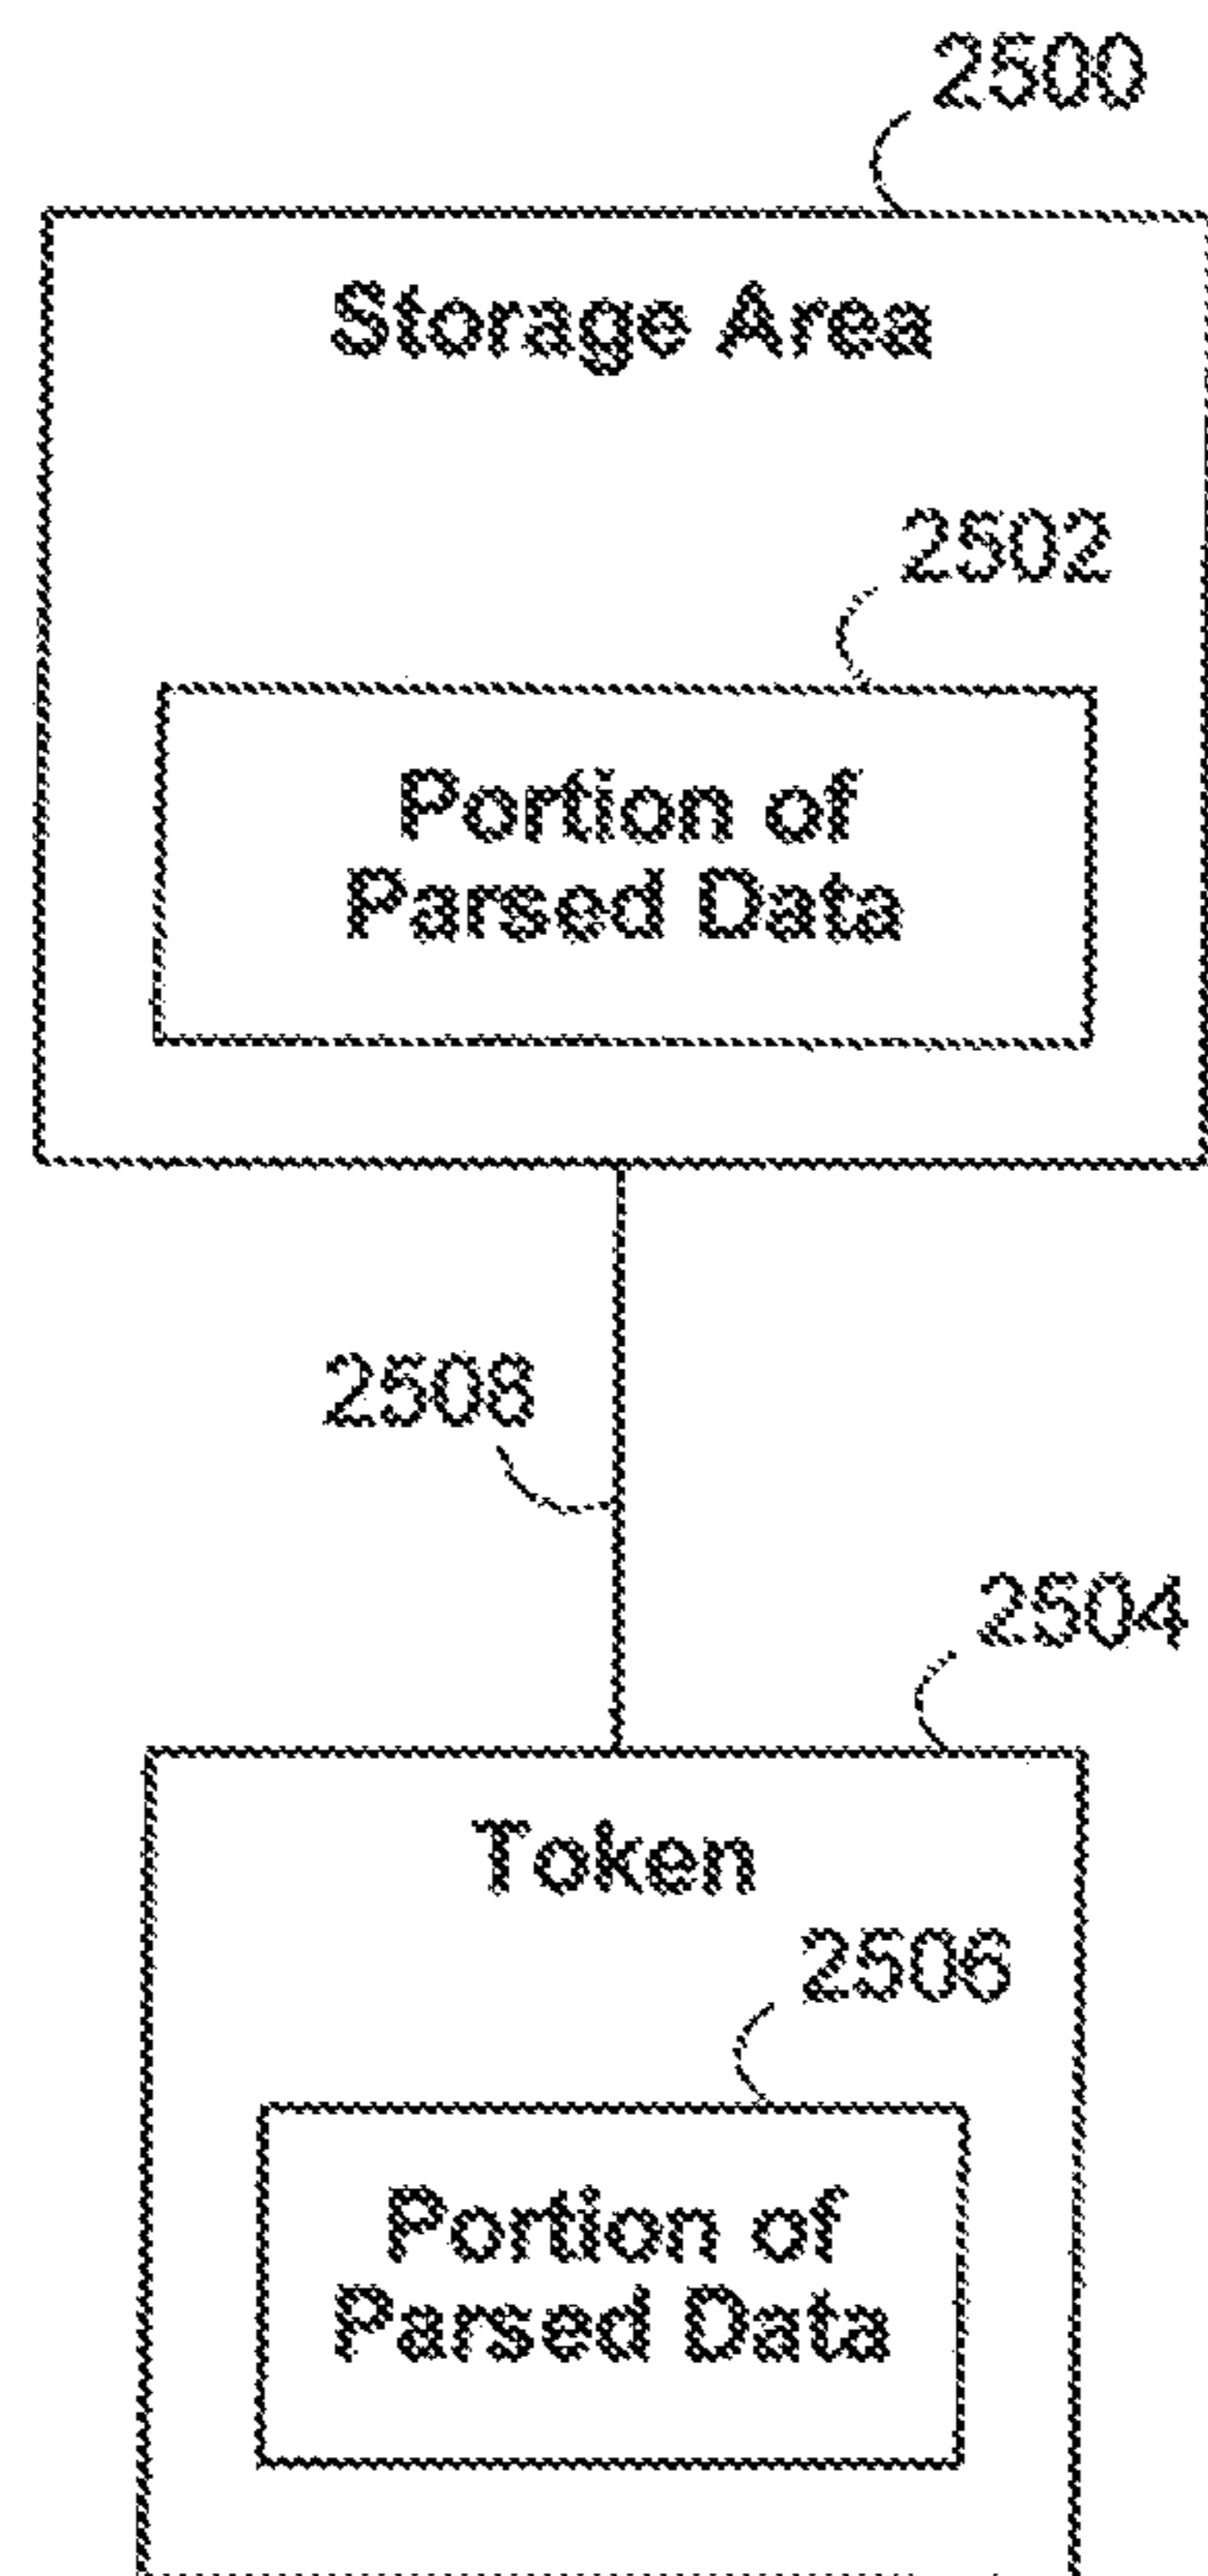 2500
Storage Area
2502
Portion of
Parsed Data
2508
2504
Token
2506
Portion of
Parsed Data